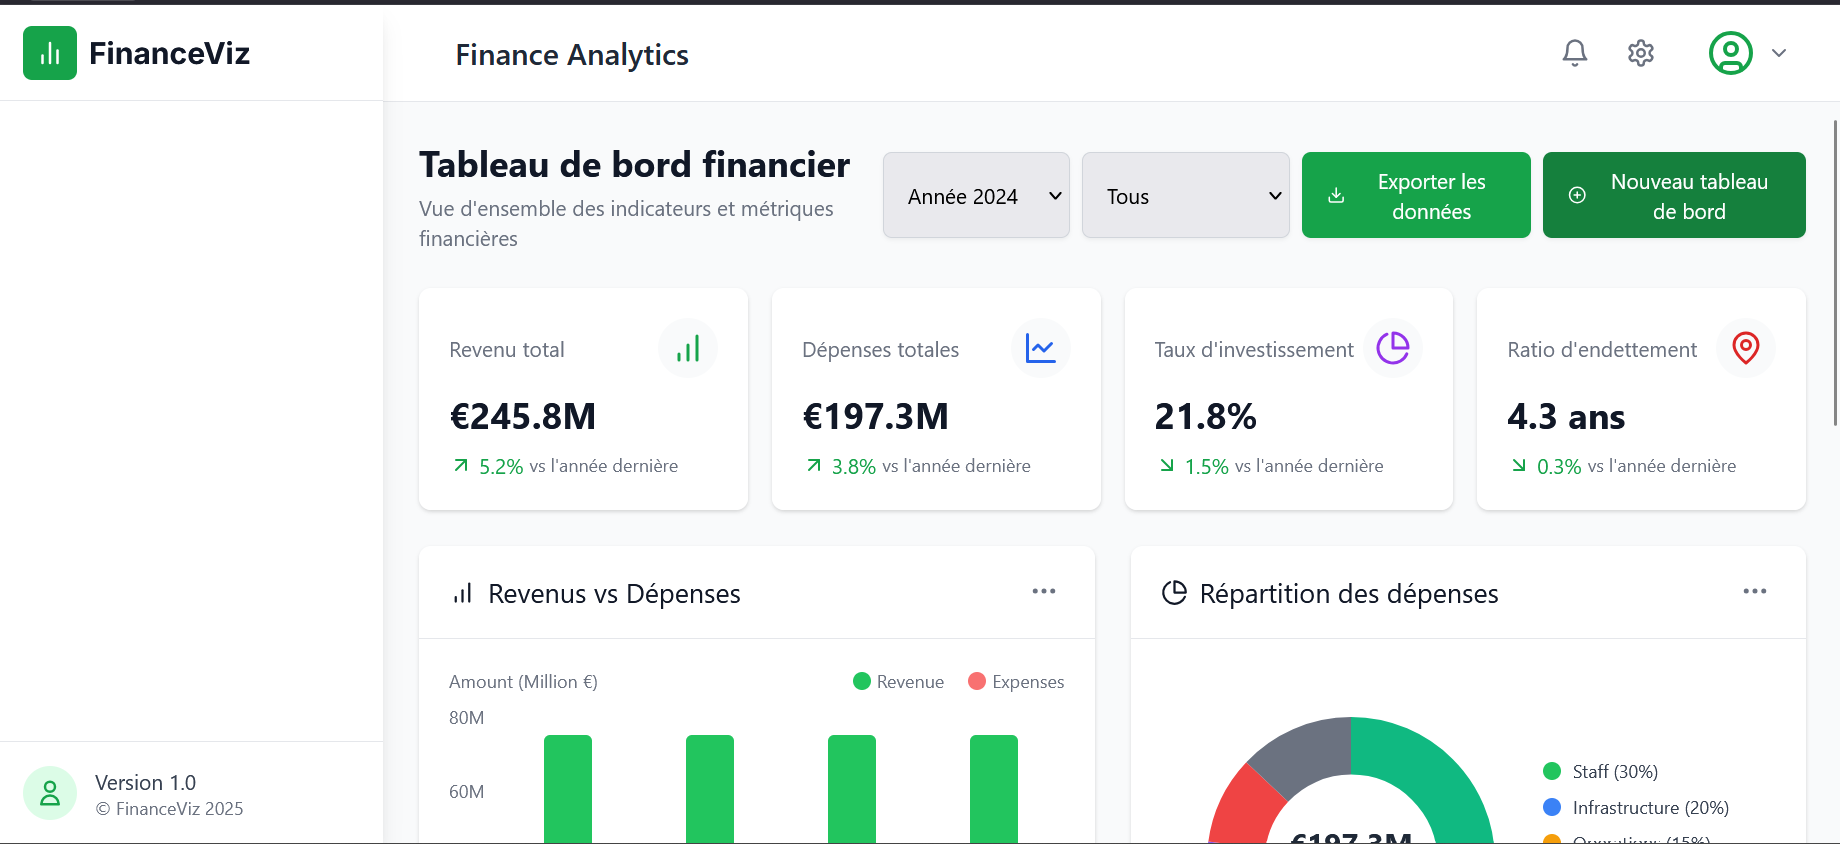 FinanceViz
Finance Analytics
Tableau de bord financier
Vue d'ensemble des indicateurs et métriques
financières
Année 2024
Tous
Exporter les
données
Nouveau tableau
de bord
Revenu total
€245.8M
5.2% vs l'année dernière
Dépenses totales
€197.3M
3.8% vs l'année dernière
Taux d'investissement
21.8%
1.5% vs l'année dernière
Ratio d'endettement
4.3 ans
0.3% vs l'année dernière
Revenus vs Dépenses
Amount (Million €)
Revenue
Expenses
80M
60M
Répartition des dépenses
€197.3M
Staff (30%)
Infrastructure (20%)
Operations (15%)
Version 1.0
© FinanceViz 2025